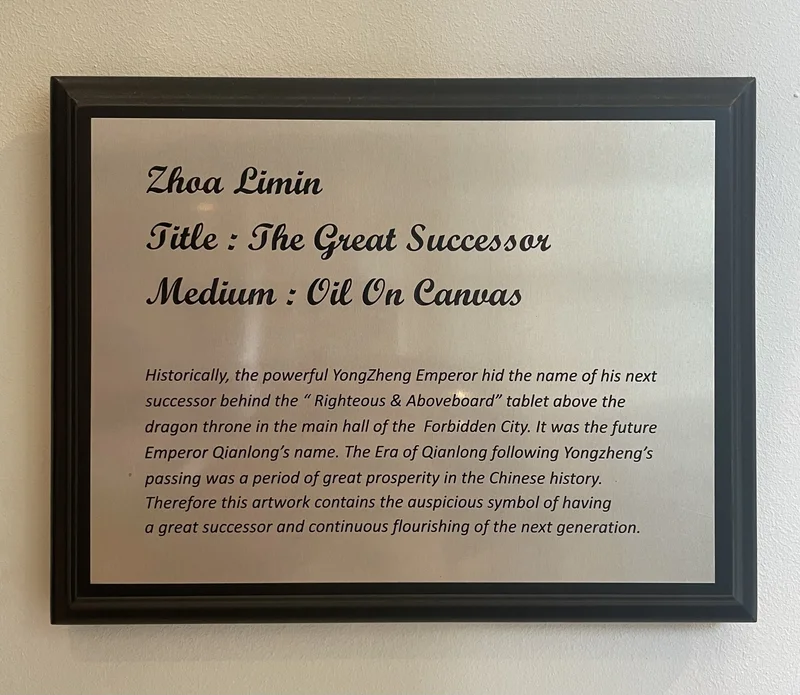 Zhoa Limin
Title : The Great Successor
Medium : Oil On Canvas
Historically, the powerful YongZheng Emperor hid the name of his next
successor behind the “ Righteous & Aboveboard” tablet above the
dragon throne in the main hall of the Forbidden City. It was the future
Emperor Qianlong’s name. The Era of Qianlong following Yongzheng’s
passing was a period of great prosperity in the Chinese history.
Therefore this artwork contains the auspicious symbol of having
a great successor and continuous flourishing of the next generation.